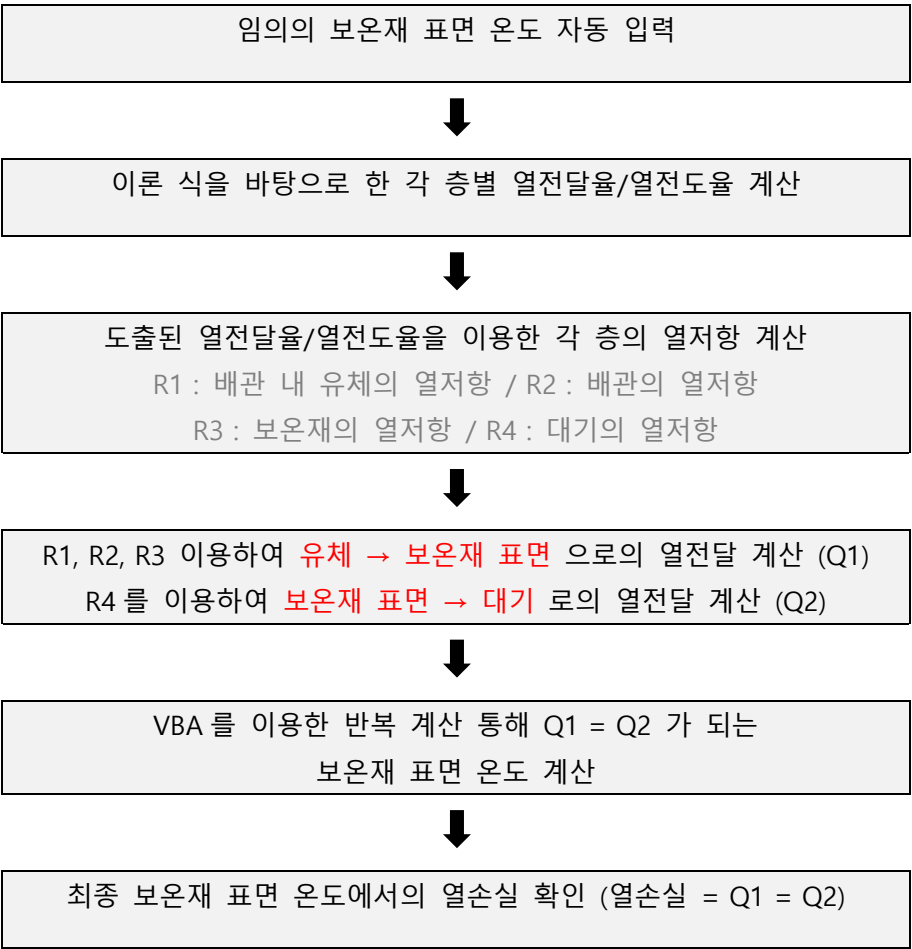 임의의 보온재 표면 온도 자동 입력
이론 식을 바탕으로 한 각 층별 열전달율/열전도율 계산
도출된 열전달율/열전도율을 이용한 각 층의 열저항 계산
R1 : 배관 내 유체의 열저항 / R2 : 배관의 열저항
R3 : 보온재의 열저항 / R4 : 대기의 열저항
R1, R2, R3 이용하여 유체 → 보온재 표면 으로의 열전달 계산 (Q1)
R4 를 이용하여 보온재 표면 → 대기 로의 열전달 계산 (Q2)
VBA 를 이용한 반복 계산 통해 Q1 = Q2 가 되는
보온재 표면 온도 계산
최종 보온재 표면 온도에서의 열손실 확인 (열손실 = Q1 = Q2)